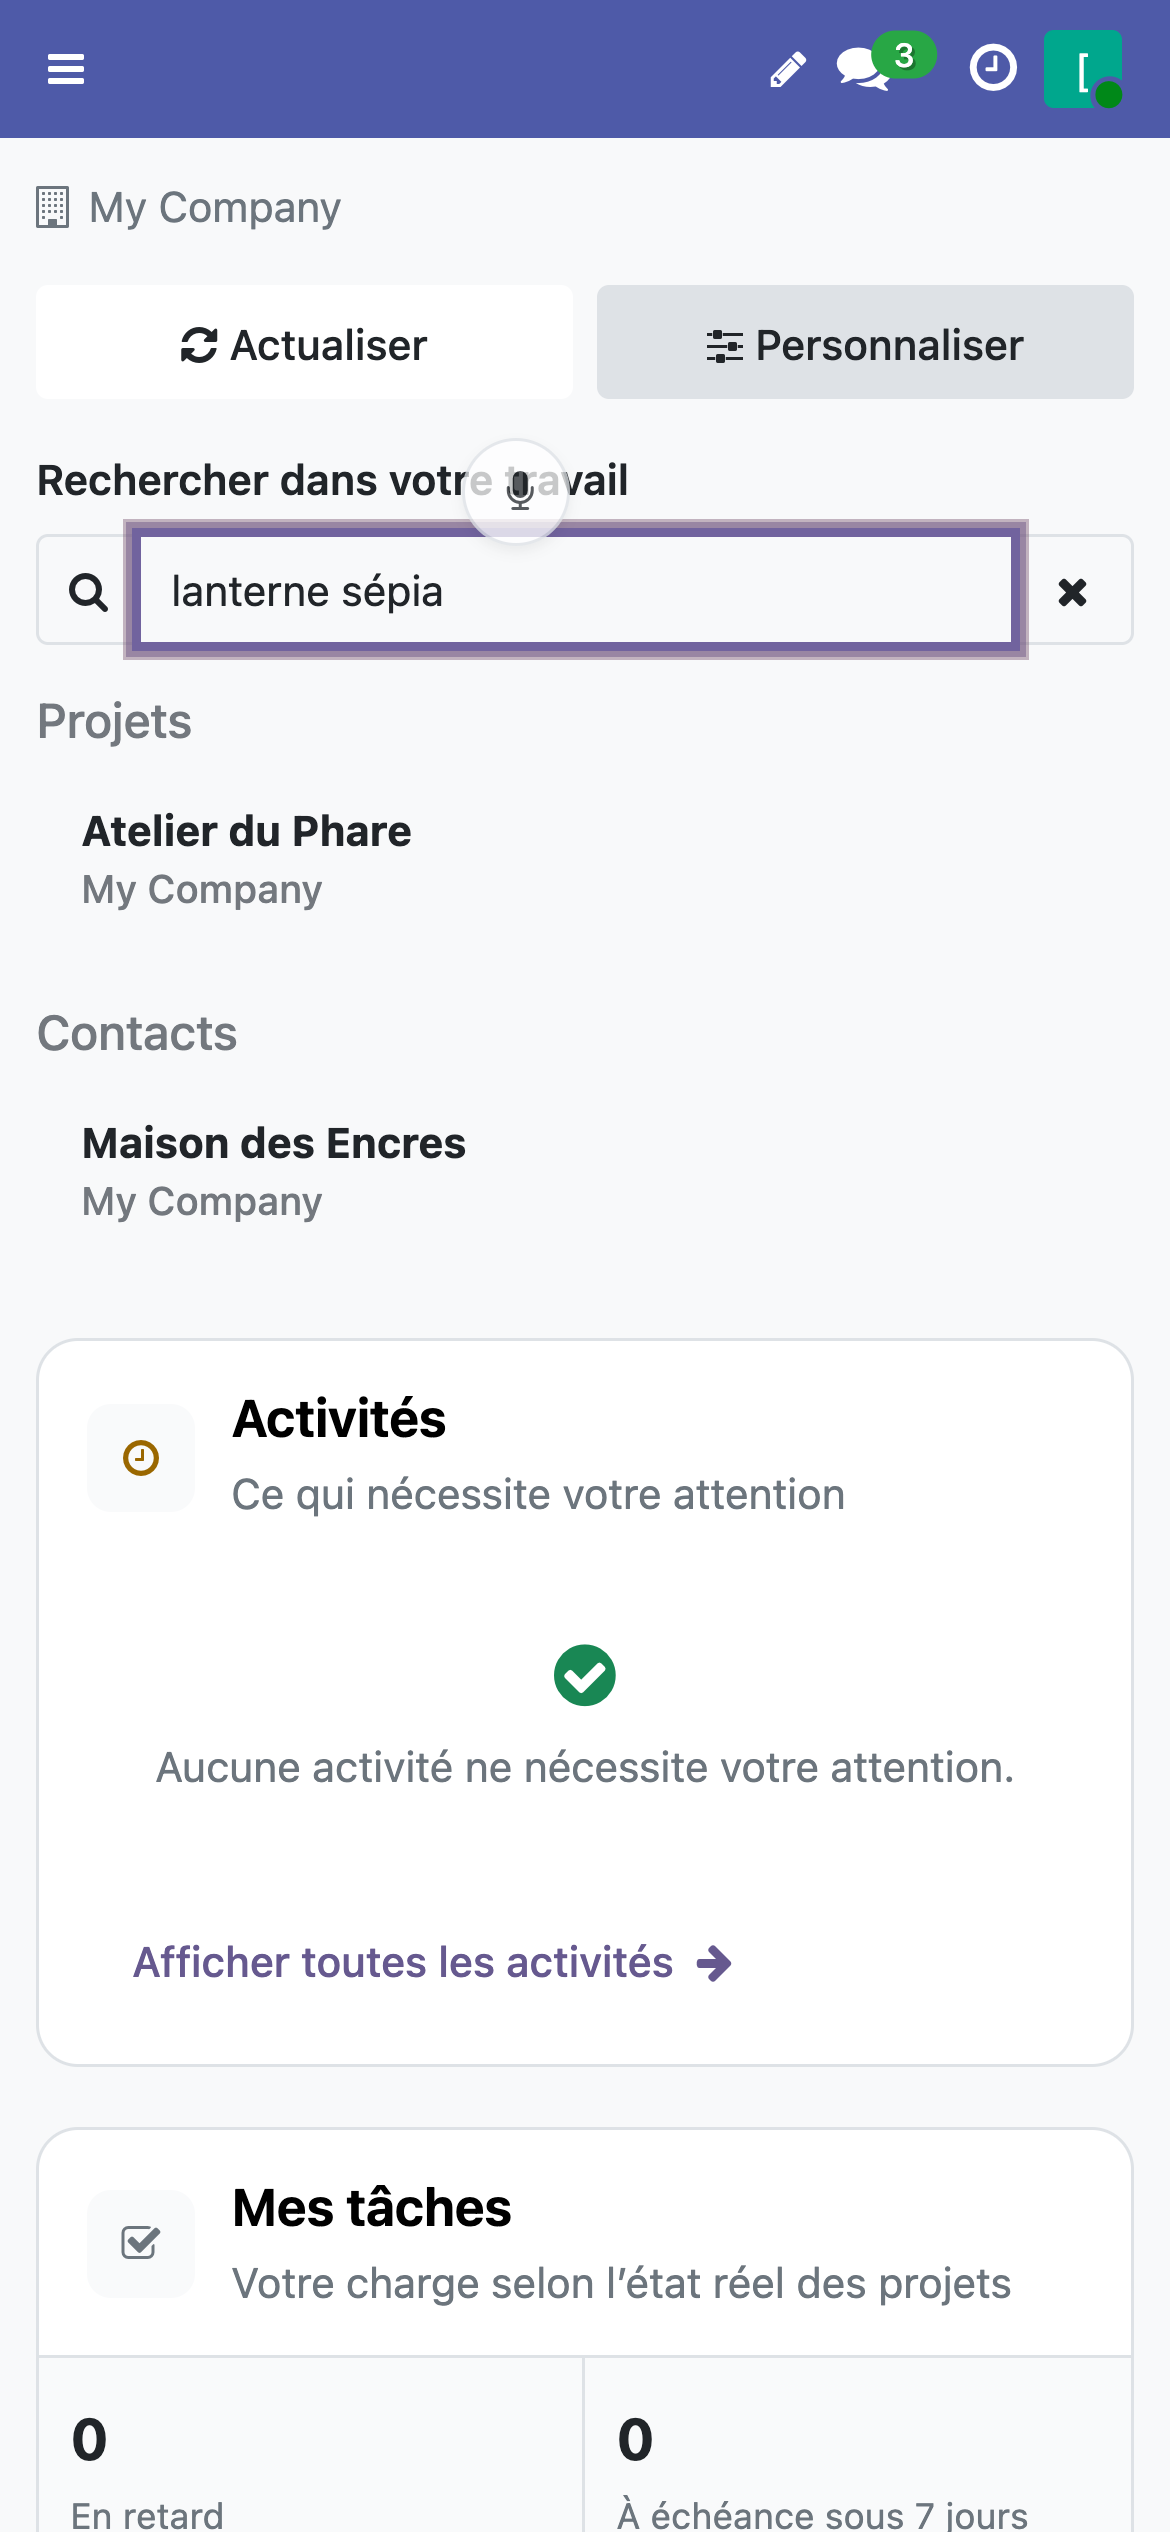 3
[
My Company
Actualiser
Personnaliser
Rechercher dans votre travail
lanterne sépia
Projets
Atelier du Phare
My Company
Contacts
Maison des Encres
My Company
Activités
Ce qui nécessite votre attention
Aucune activité ne nécessite votre attention.
Afficher toutes les activités
Mes tâches
Votre charge selon l’état réel des projets
0
En retard
0
À échéance sous 7 jours